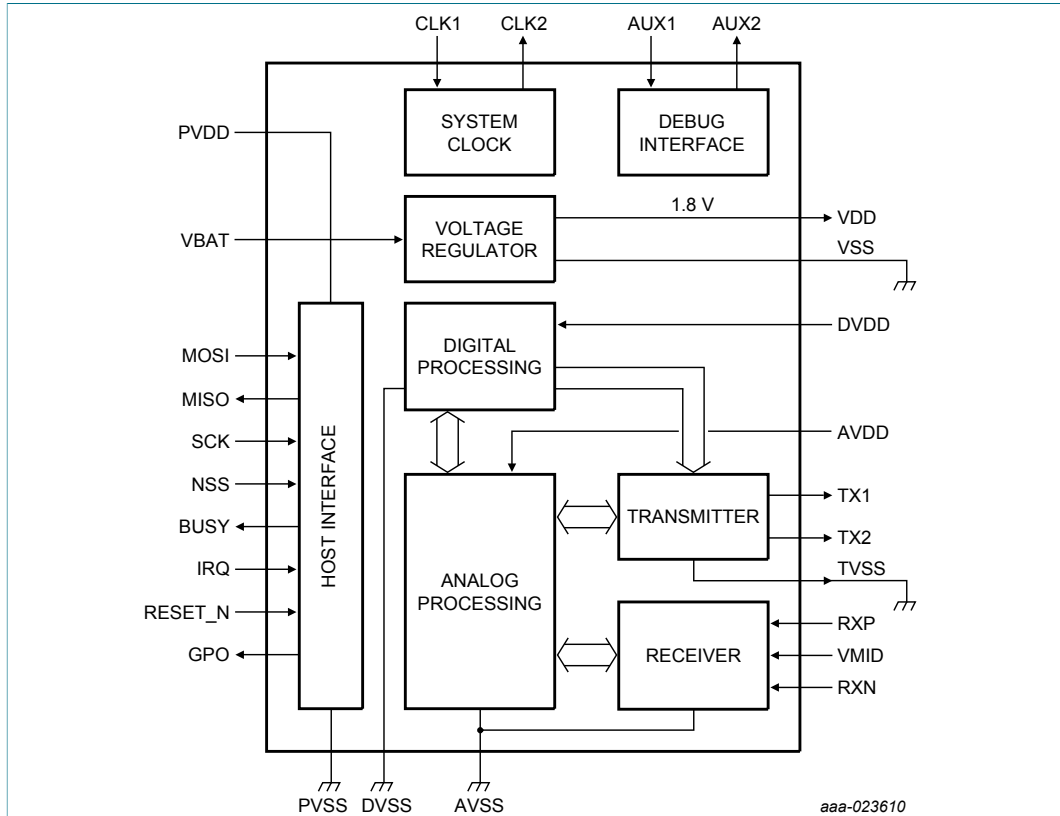 CLK1
CLK2
AUX1
AUX2
SYSTEM
CLOCK
DEBUG
INTERFACE
PVDD
VBAT
VOLTAGE
REGULATOR
1.8 V
VDD
VSS
DIGITAL
PROCESSING
DVDD
AVDD
MOSI
MISO
SCK
NSS
BUSY
IRQ
RESET_N
GPO
HOST INTERFACE
ANALOG
PROCESSING
TRANSMITTER
TX1
TX2
TVSS
RECEIVER
RXP
VMID
RXN
PVSS
DVSS
AVSS
aaa-023610